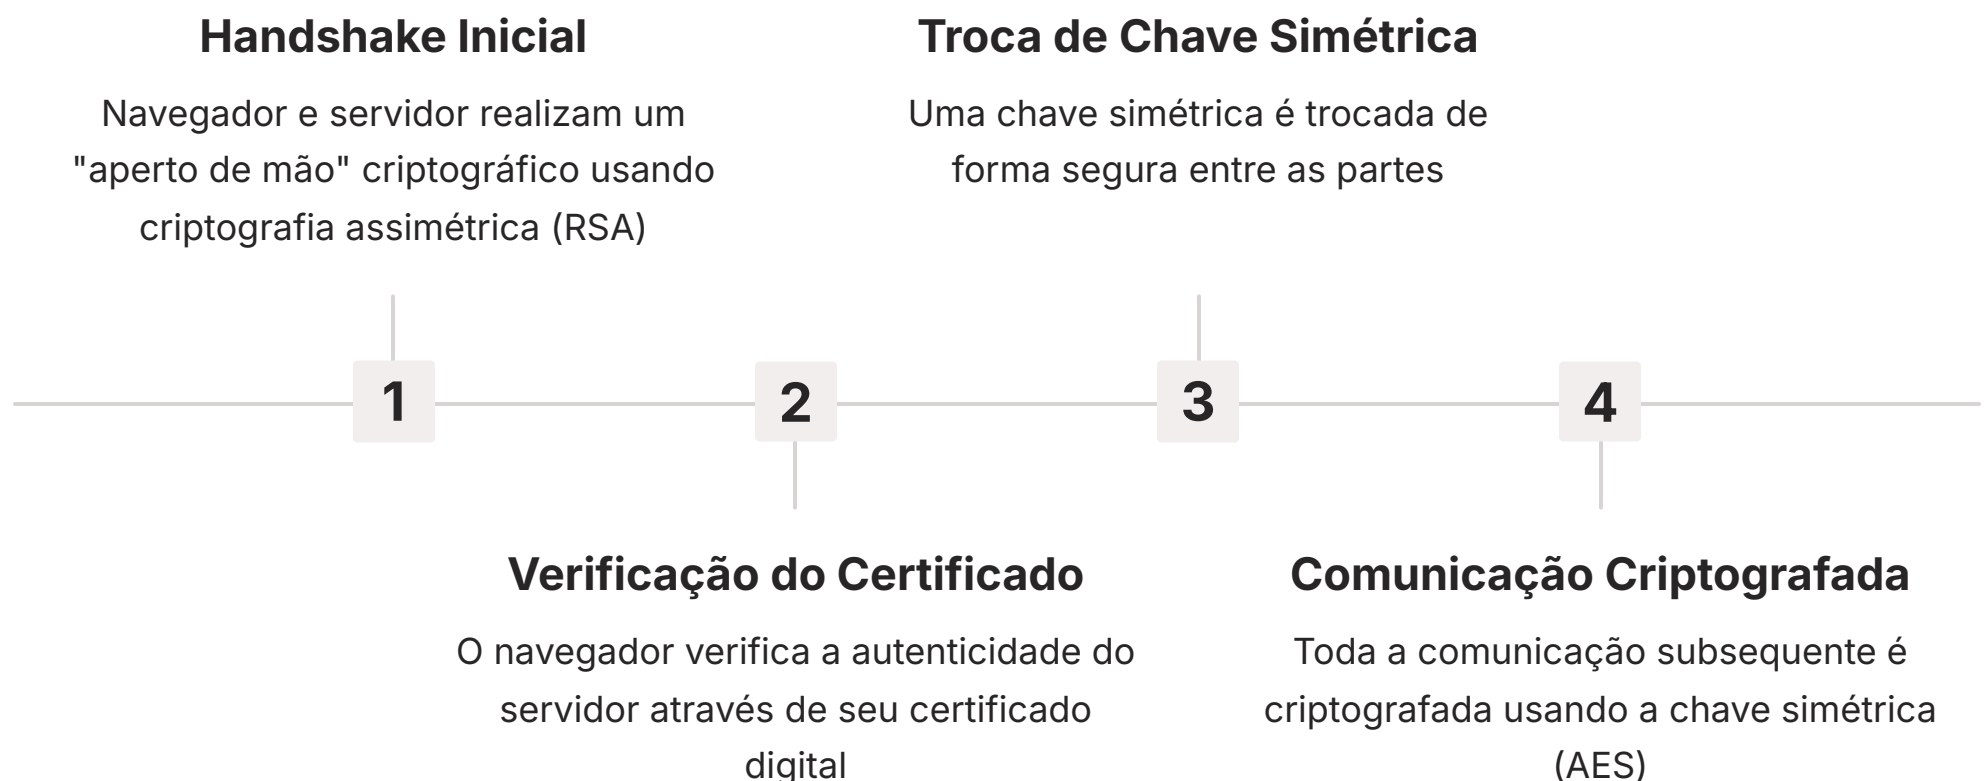 Handshake Inicial
Navegador e servidor realizam um
"aperto de mão" criptográfico usando
criptografia assimétrica (RSA)
1
2
Verificação do Certificado
O navegador verifica a autenticidade do
servidor através de seu certificado
digital
Troca de Chave Simétrica
Uma chave simétrica é trocada de
forma segura entre as partes
3
4
Comunicação Criptografada
Toda a comunicação subsequente é
criptografada usando a chave simétrica
(AES)